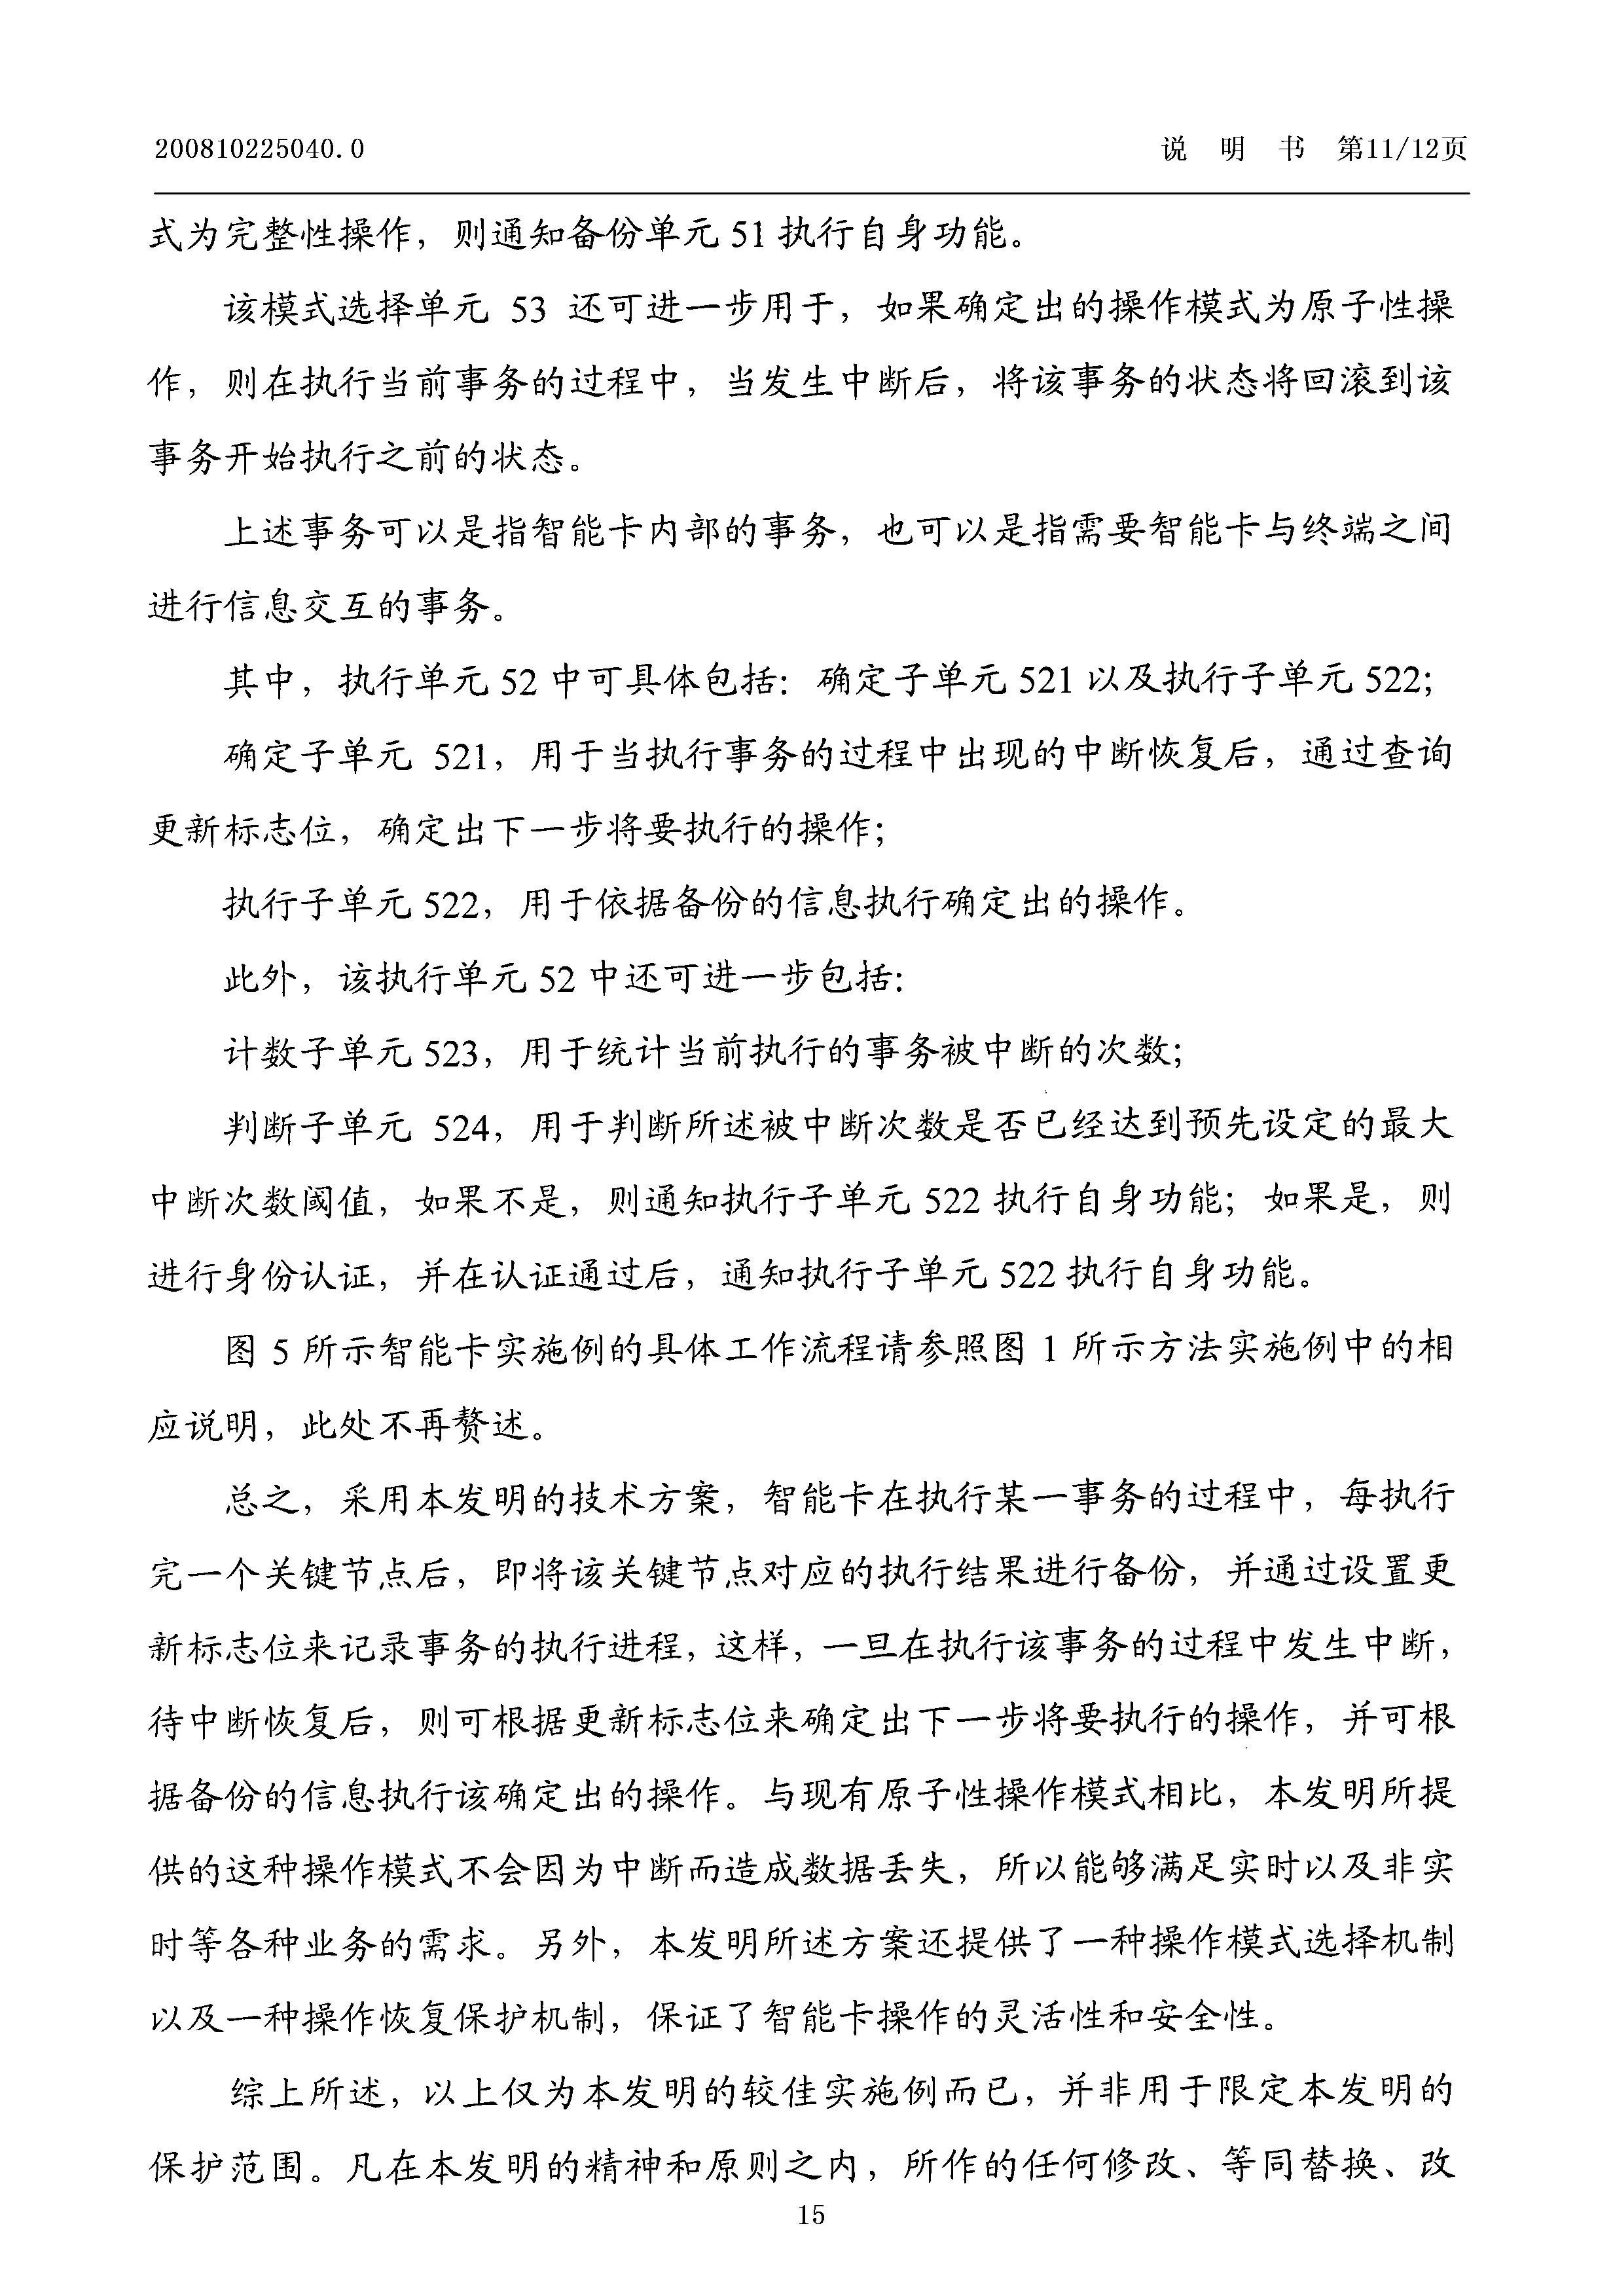 200810225040.0 说 明 书 第11/12页
式为完整性操作，则通知备份单元 51 执行自身功能。
该模式选择单元 53 还可进一步用于，如果确定出的操作模式为原子性操
作，则在执行当前事务的过程中，当发生中断后，将该事务的状态将回滚到该
事务开始执行之前的状态。
上述事务可以是指智能卡内部的事务，也可以是指需要智能卡与终端之间
进行信息交互的事务。
其中，执行单元 52 中可具体包括：确定子单元 521 以及执行子单元 522；
确定子单元 521，用于当执行事务的过程中出现的中断恢复后，通过查询
更新标志位，确定出下一步将要执行的操作；
执行子单元 522，用于依据备份的信息执行确定出的操作。
此外，该执行单元 52 中还可进一步包括：
计数子单元 523，用于统计当前执行的事务被中断的次数；
判断子单元 524，用于判断所述被中断次数是否已经达到预先设定的最大
中断次数阈值，如果不是，则通知执行子单元 522 执行自身功能；如果是，则
进行身份认证，并在认证通过后，通知执行子单元 522 执行自身功能。
图 5 所示智能卡实施例的具体工作流程请参照图 1 所示方法实施例中的相
应说明，此处不再赘述。
总之，采用本发明的技术方案，智能卡在执行某一事务的过程中，每执行
完一个关键节点后，即将该关键节点对应的执行结果进行备份，并通过设置更
新标志位来记录事务的执行进程，这样，一旦在执行该事务的过程中发生中断，
待中断恢复后，则可根据更新标志位来确定出下一步将要执行的操作，并可根
据备份的信息执行该确定出的操作。与现有原子性操作模式相比，本发明所提
供的这种操作模式不会因为中断而造成数据丢失，所以能够满足实时以及非实
时等各种业务的需求。另外，本发明所述方案还提供了一种操作模式选择机制
以及一种操作恢复保护机制，保证了智能卡操作的灵活性和安全性。
综上所述，以上仅为本发明的较佳实施例而已，并非用于限定本发明的
保护范围。凡在本发明的精神和原则之内，所作的任何修改、等同替换、改
15